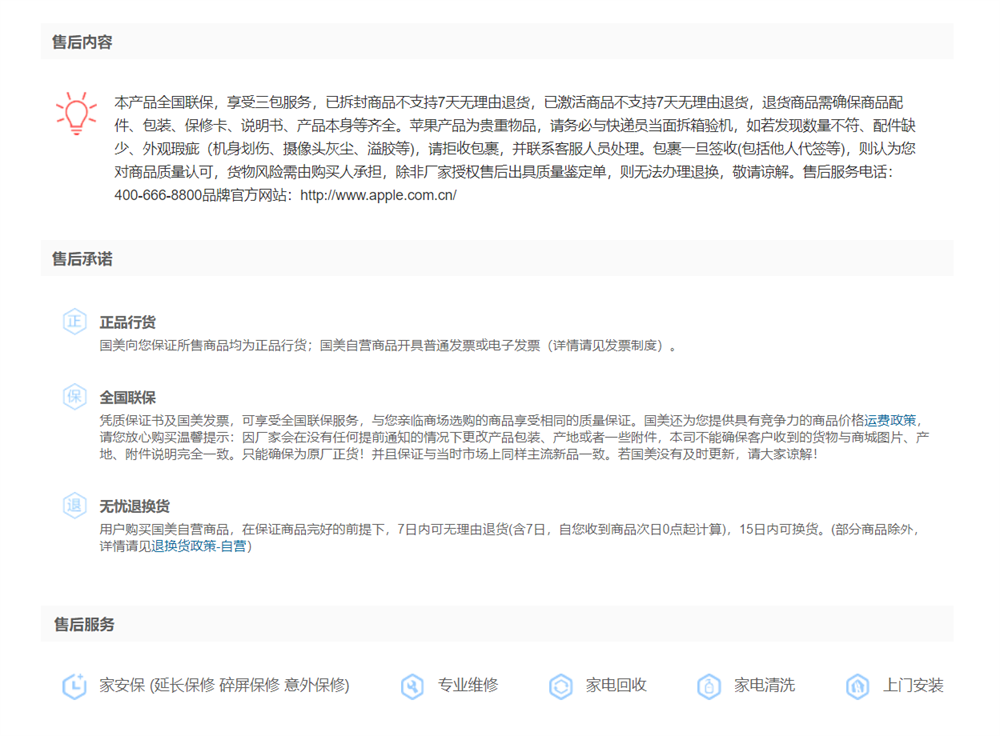 售后内容
本产品全国联保，享受三包服务，已拆封商品不支持7天无理由退货，已激活商品不支持7天无理由退货，退货商品需确保商品配
件、包装、保修卡、说明书、产品本身等齐全。苹果产品为贵重物品，请务必与快递员当面拆箱验机，如若发现数量不符、配件缺
少、外观瑕疵（机身划伤、摄像头灰尘、溢胶等)，请拒收包裹，并联系客服人员处理。包裹一旦签收(包括他人代签等)，则认为您
对商品质量认可，货物风险需由购买人承担，除非厂家授权售后出具质量鉴定单，则无法办理退换，敬请谅解。售后服务电话：
400-666-8800品牌官方网站：http://www.apple.com.cn/
售后承诺
正 正品行货
国美向您保证所售商品均为正品行货；国美自营商品开具普通发票或电子发票（详情请见发票制度）。
保 全国联保
凭质保证书及国美发票，可享受全国联保服务，与您亲临商场选购的商品享受相同的质量保证。国美还为您提供具有竞争力的商品价格运费政策，
请您放心购买温馨提示：因厂家会在没有任何提前通知的情况下更改产品包装、产地或者一些附件，本司不能确保客户收到的货物与商城图片、产
地、附件说明完全一致。只能确保为原厂正货！并且保证与当时市场上同样主流新品一致。若国美没有及时更新，请大家谅解！
退 无忧退换货
用户购买国美自营商品，在保证商品完好的前提下，7日内可无理由退货(含7日，自您收到商品次日0点起计算)，15日内可换货。(部分商品除外，
详情请见退换货政策-自营)
售后服务
家安保 (延长保修 碎屏保修 意外保修) 专业维修 家电回收 家电清洗 上门安装